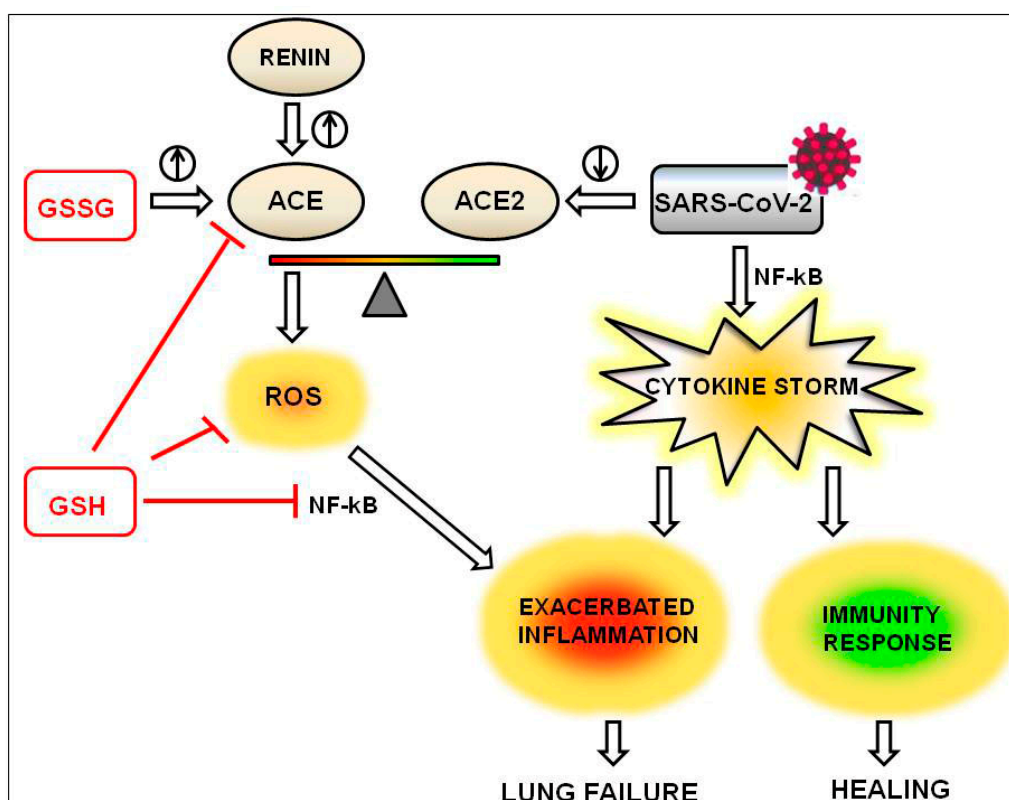 RENIN
GSSG
ACE
ACE2
SARS-CoV-2
NF-kB
ROS
CYTOKINE STORM
GSH
NF-kB
EXACERBATED
INFLAMMATION
IMMUNITY
RESPONSE
LUNG FAILURE
HEALING